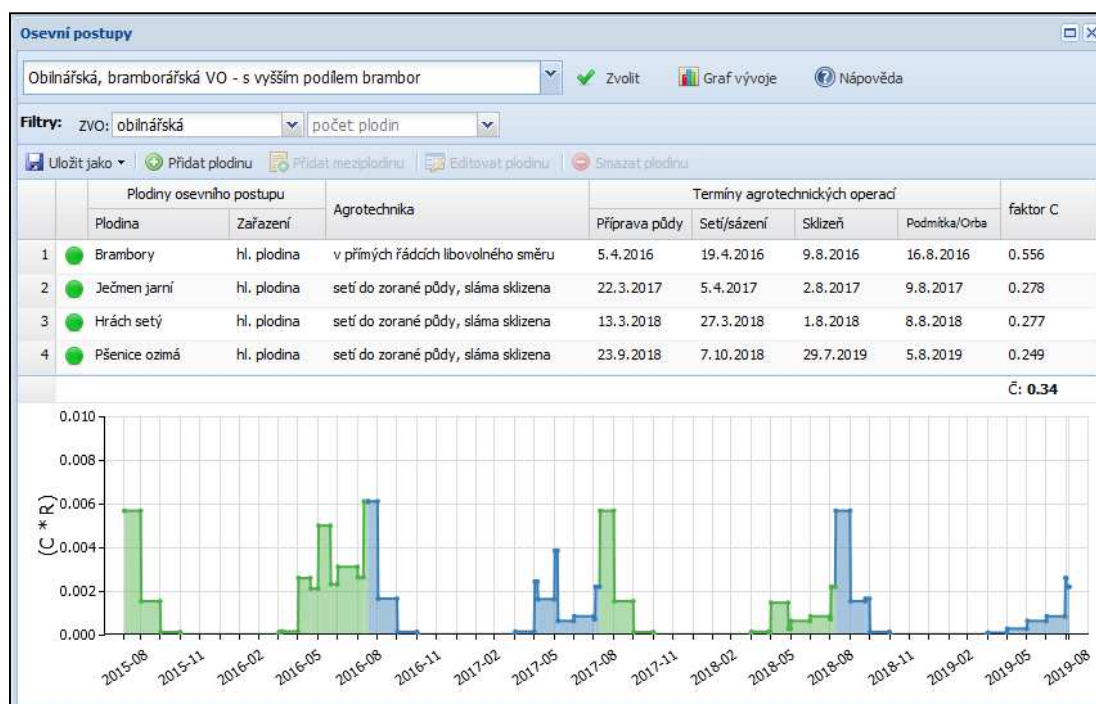 Osevní postupy
Obilnářská, bramborářská VO - s vyšším podílem brambor Zvolit Graf vývoje Nápověda
Filtry: ZVO: obilnářská počet plodin
Uložit jako Přidat plodinu Přidat meziplodinu Editovat plodinu Smazat plodinu
Plodiny osevního postupu Agrotechnika Termíny agrotechnických operací faktor C
Plodina Zařazení Příprava půdy Setí/sázení Sklizeň Podmítka/Orba
1 Brambory hl. plodina v přímých řádcích libovolného směru 5.4.2016 19.4.2016 9.8.2016 16.8.2016 0.556
2 Ječmen jarní hl. plodina setí do zorané půdy, sláma sklizena 22.3.2017 5.4.2017 2.8.2017 9.8.2017 0.278
3 Hrách setý hl. plodina setí do zorané půdy, sláma sklizena 13.3.2018 27.3.2018 1.8.2018 8.8.2018 0.277
4 Pšenice ozimá hl. plodina setí do zorané půdy, sláma sklizena 23.9.2018 7.10.2018 29.7.2019 5.8.2019 0.249
Č: 0.34
0.010
0.008
0.006
0.004
0.002
0.000
(C * R)
2015-08 2015-11 2016-02 2016-05 2016-08 2016-11 2017-02 2017-05 2017-08 2017-11 2018-02 2018-05 2018-08 2018-11 2019-02 2019-05 2019-08